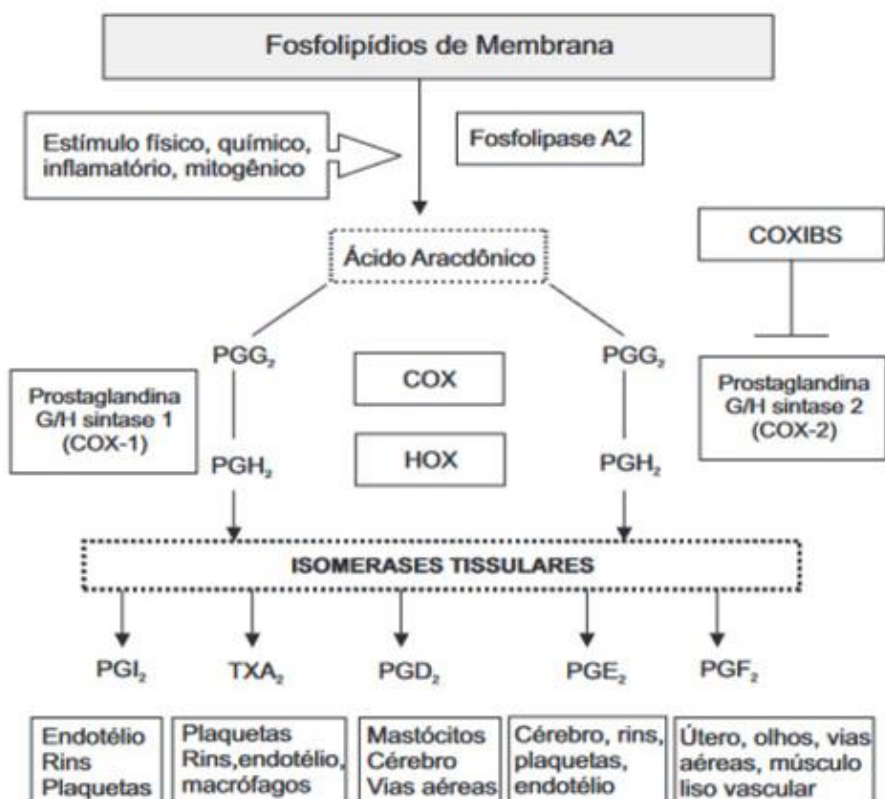 Fosfolipídios de Membrana
Estímulo físico, químico,
inflamatório, mitogênico
Fosfolipase A2
Ácido Aracdônico
COXIBS
PGG₂
PGG₂
Prostaglandina
G/H sintase 1
(COX-1)
COX
Prostaglandina
G/H sintase 2
(COX-2)
HOX
PGH₂
PGH₂
ISOMERASES TISSULARES
PGI₂
TXA₂
PGD₂
PGE₂
PGF₂
Endotélio
Rins
Plaquetas
Plaquetas
Rins,endotélio,
macrófagos
Mastócitos
Cérebro
Vias aéreas
Cérebro, rins,
plaquetas,
endotélio
Útero, olhos, vias
aéreas, músculo
liso vascular